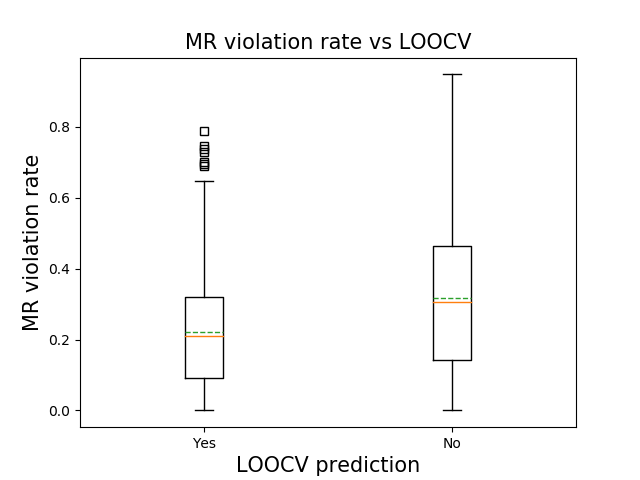 MR violation rate vs LOOCV
MR violation rate
0.8
0.6
0.4
0.2
0.0
Yes No
LOOCV prediction